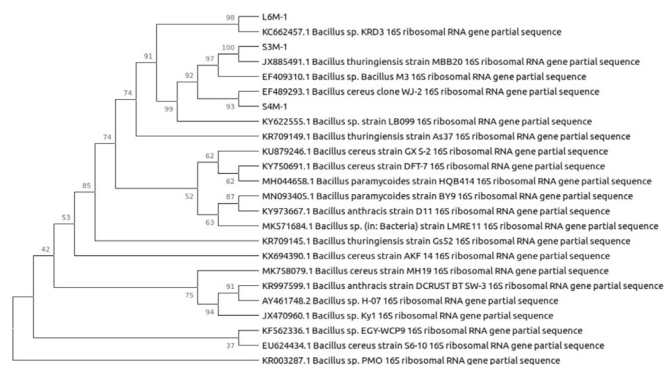 98
L6M-1
KC662457.1 Bacillus sp. KRD3 16S ribosomal RNA gene partial sequence
91
100
S3M-1
97
JX885491.1 Bacillus thuringiensis strain MBB20 16S ribosomal RNA gene partial sequence
92
EF409310.1 Bacillus sp. Bacillus M3 16S ribosomal RNA gene partial sequence
74
EF489293.1 Bacillus cereus clone WJ-2 16S ribosomal RNA gene partial sequence
99
93
S4M-1
KY622555.1 Bacillus sp. strain LB099 16S ribosomal RNA gene partial sequence
74
KR709149.1 Bacillus thuringiensis strain As37 16S ribosomal RNA gene partial sequence
62
KU879246.1 Bacillus cereus strain GX S-2 16S ribosomal RNA gene partial sequence
KY750691.1 Bacillus cereus strain DFT-7 16S ribosomal RNA gene partial sequence
62
MH044658.1 Bacillus paramycoides strain HQB414 16S ribosomal RNA gene partial sequence
85
52
87
MN093405.1 Bacillus paramycoides strain BY9 16S ribosomal RNA gene partial sequence
KY973667.1 Bacillus anthracis strain D11 16S ribosomal RNA gene partial sequence
53
63
MK571684.1 Bacillus sp. (in: Bacteria) strain LMRE11 16S ribosomal RNA gene partial sequence
KR709145.1 Bacillus thuringiensis strain Gs52 16S ribosomal RNA gene partial sequence
42
KX694390.1 Bacillus cereus strain AKF 14 16S ribosomal RNA gene partial sequence
MK758079.1 Bacillus cereus strain MH19 16S ribosomal RNA gene partial sequence
75
91
KR997599.1 Bacillus anthracis strain DCRUST BT SW-3 16S ribosomal RNA gene partial sequence
AY461748.2 Bacillus sp. H-07 16S ribosomal RNA gene partial sequence
94
JX470960.1 Bacillus sp. Ky1 16S ribosomal RNA gene partial sequence
KF562336.1 Bacillus sp. EGY-WCP9 16S ribosomal RNA gene partial sequence
37
EU624434.1 Bacillus cereus strain S6-10 16S ribosomal RNA gene partial sequence
KR003287.1 Bacillus sp. PMO 16S ribosomal RNA gene partial sequence